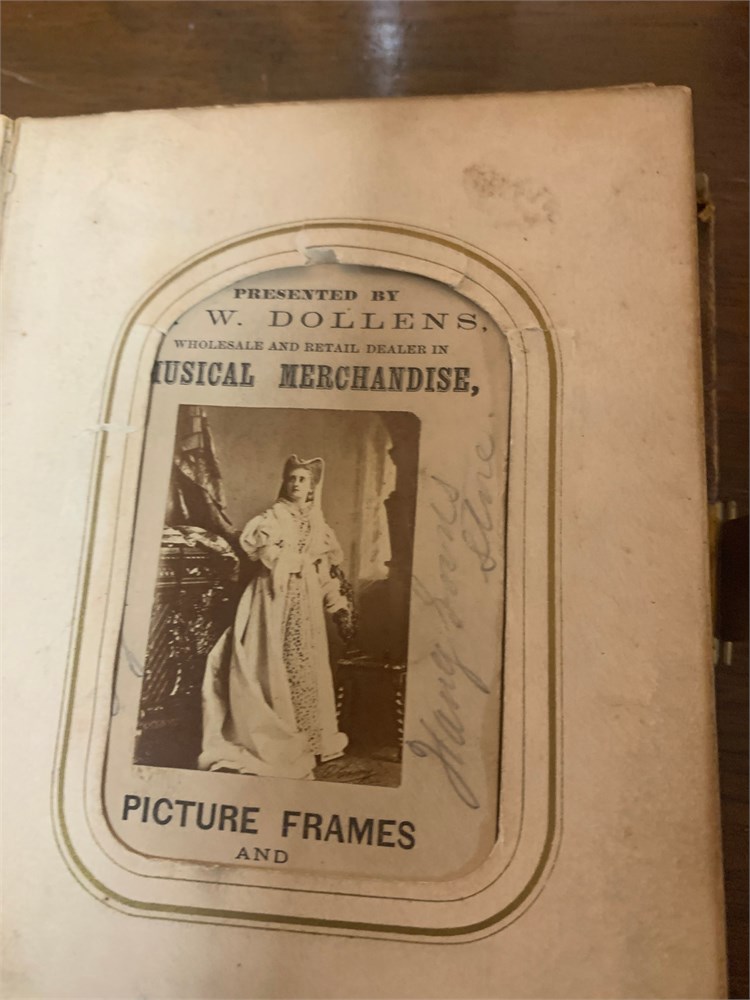 PRESENTED BY
. W. DOLLENS,
WHOLESALE AND RETAIL DEALER IN
MUSICAL MERCHANDISE,
PICTURE FRAMES
AND